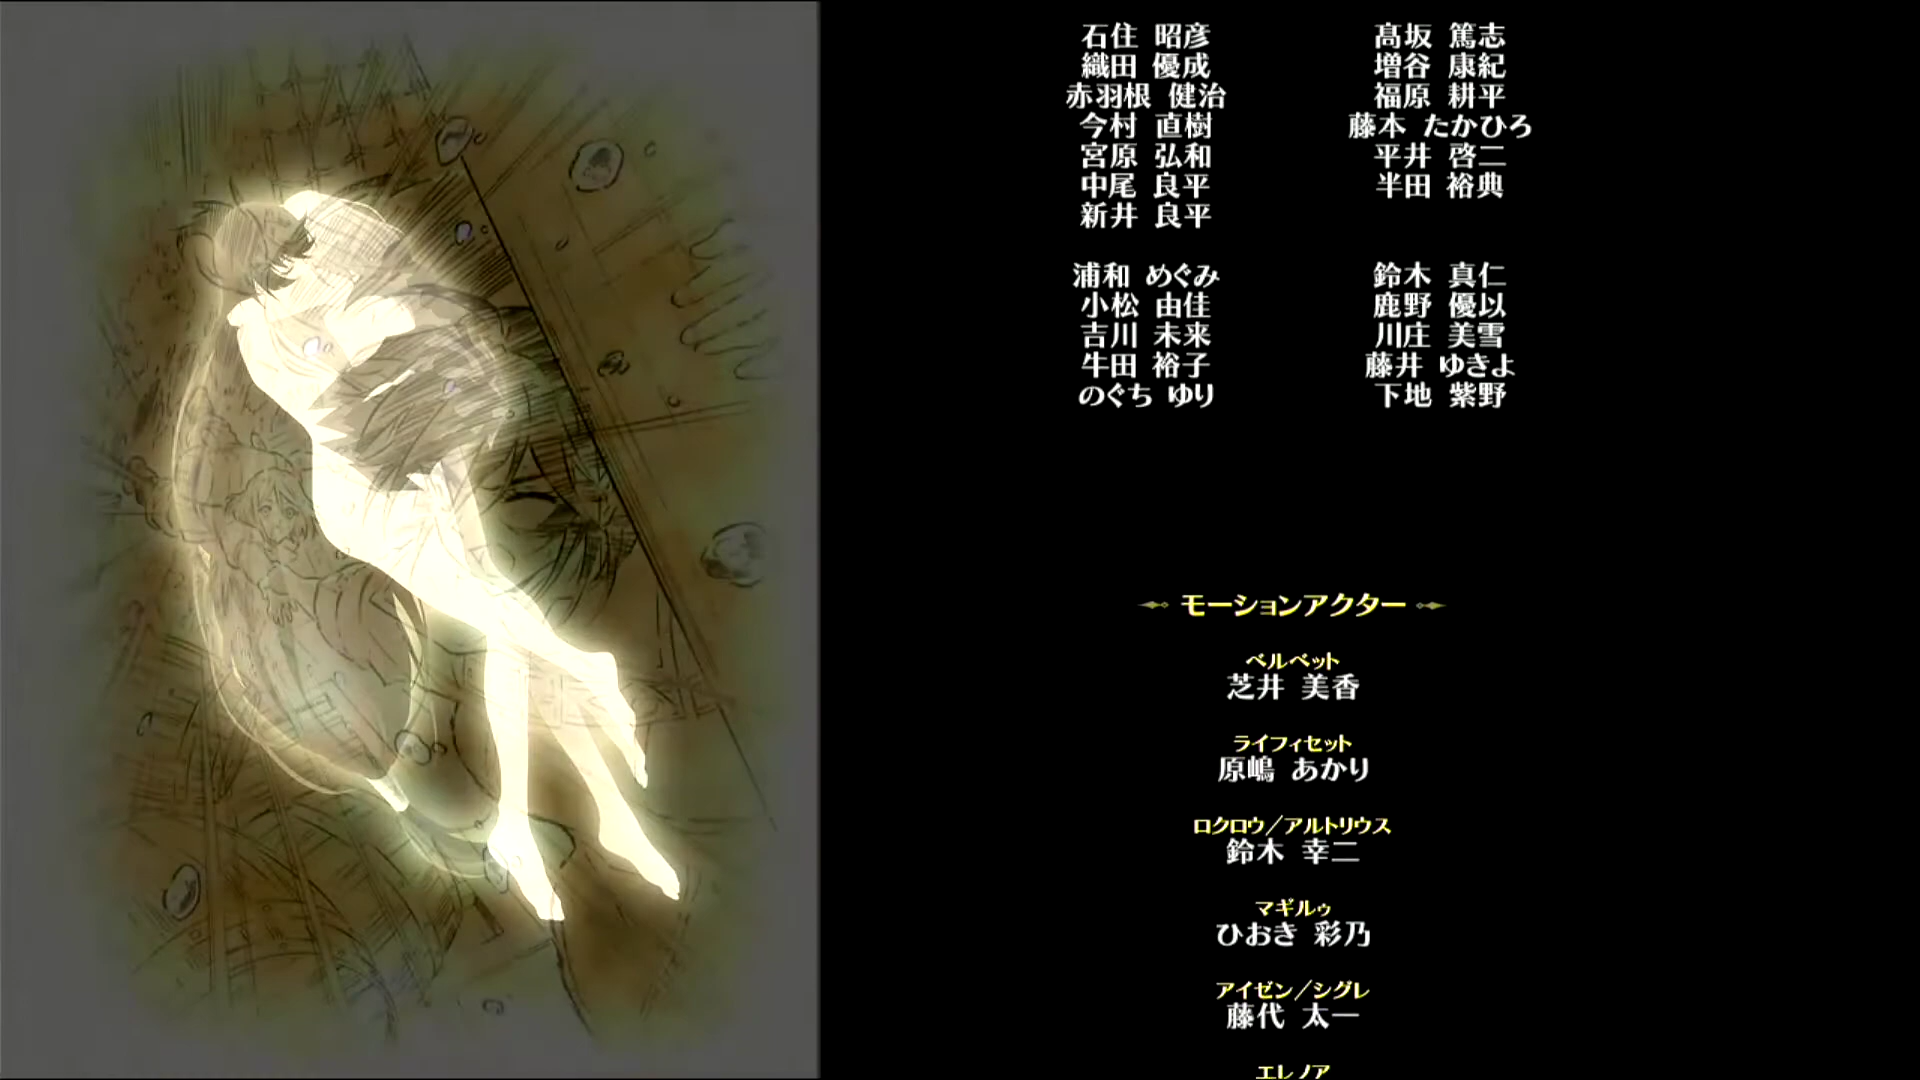 石住 昭彦 髙坂 篤志
織田 優成 増谷 康紀
赤羽根 健治 福原 耕平
今村 直樹 藤本 たかひろ
宮原 弘和 平井 啓二
中尾 良平 半田 裕典
新井 良平
浦和 めぐみ 鈴木 真仁
小松 由佳 鹿野 優以
吉川 未来 川庄 美雪
牛田 裕子 藤井 ゆきよ
のぐち ゆり 下地 紫野
モーションアクター
ベルベット
芝井 美香
ライフィセット
原嶋 あかり
ロクロウ/アルトリウス
鈴木 幸二
マギルゥ
ひおき 彩乃
アイゼン/シグレ
藤代 太一
エレノア